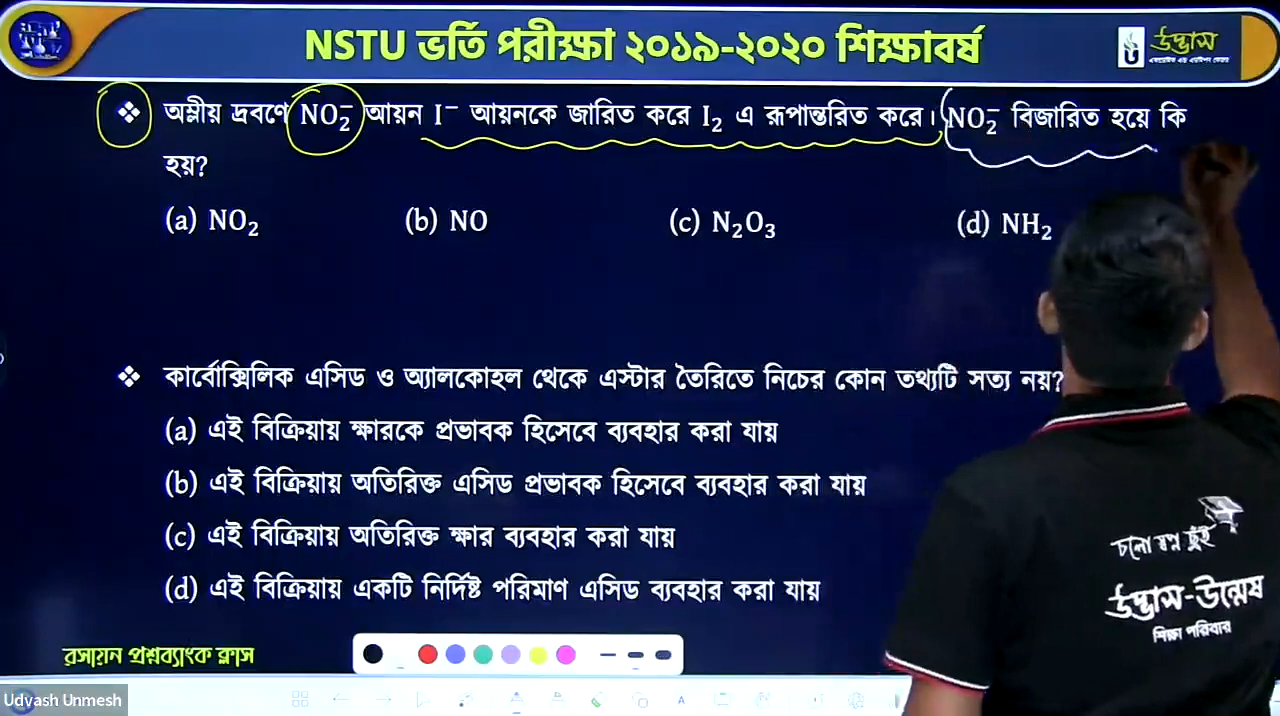 NSTU ভর্তি পরীক্ষা ২০১৯-২০২০ শিক্ষাবর্ষ
উদ্ভাস
❖ অম্লীয় দ্রবণে NO₂⁻ আয়ন I⁻ আয়নকে জারিত করে I₂ এ রূপান্তরিত করে। NO₂⁻ বিজারিত হয়ে কি
হয়?
(a) NO₂ (b) NO (c) N₂O₃ (d) NH₂
❖ কার্বোক্সিলিক এসিড ও অ্যালকোহল থেকে এস্টার তৈরিতে নিচের কোন তথ্যটি সত্য নয়?
(a) এই বিক্রিয়ায় ক্ষারকে প্রভাবক হিসেবে ব্যবহার করা যায়
(b) এই বিক্রিয়ায় অতিরিক্ত এসিড প্রভাবক হিসেবে ব্যবহার করা যায়
(c) এই বিক্রিয়ায় অতিরিক্ত ক্ষার ব্যবহার করা যায়
(d) এই বিক্রিয়ায় একটি নির্দিষ্ট পরিমাণ এসিড ব্যবহার করা যায়
চলো স্বপ্ন ছুঁই
উদ্ভাস-উন্মেষ
শিক্ষা পরিবার
রসায়ন প্রশ্নব্যাংক ক্লাস
Udvash Unmesh